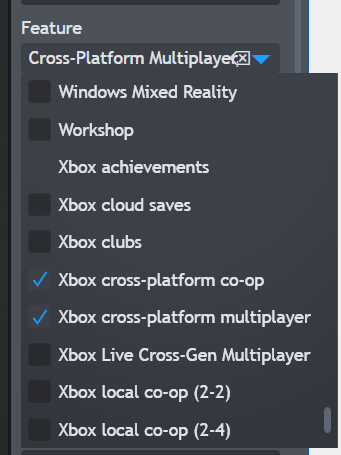 Feature
Cross-Platform Multiplayer
Windows Mixed Reality
Workshop
Xbox achievements
Xbox cloud saves
Xbox clubs
Xbox cross-platform co-op
Xbox cross-platform multiplayer
Xbox Live Cross-Gen Multiplayer
Xbox local co-op (2-2)
Xbox local co-op (2-4)